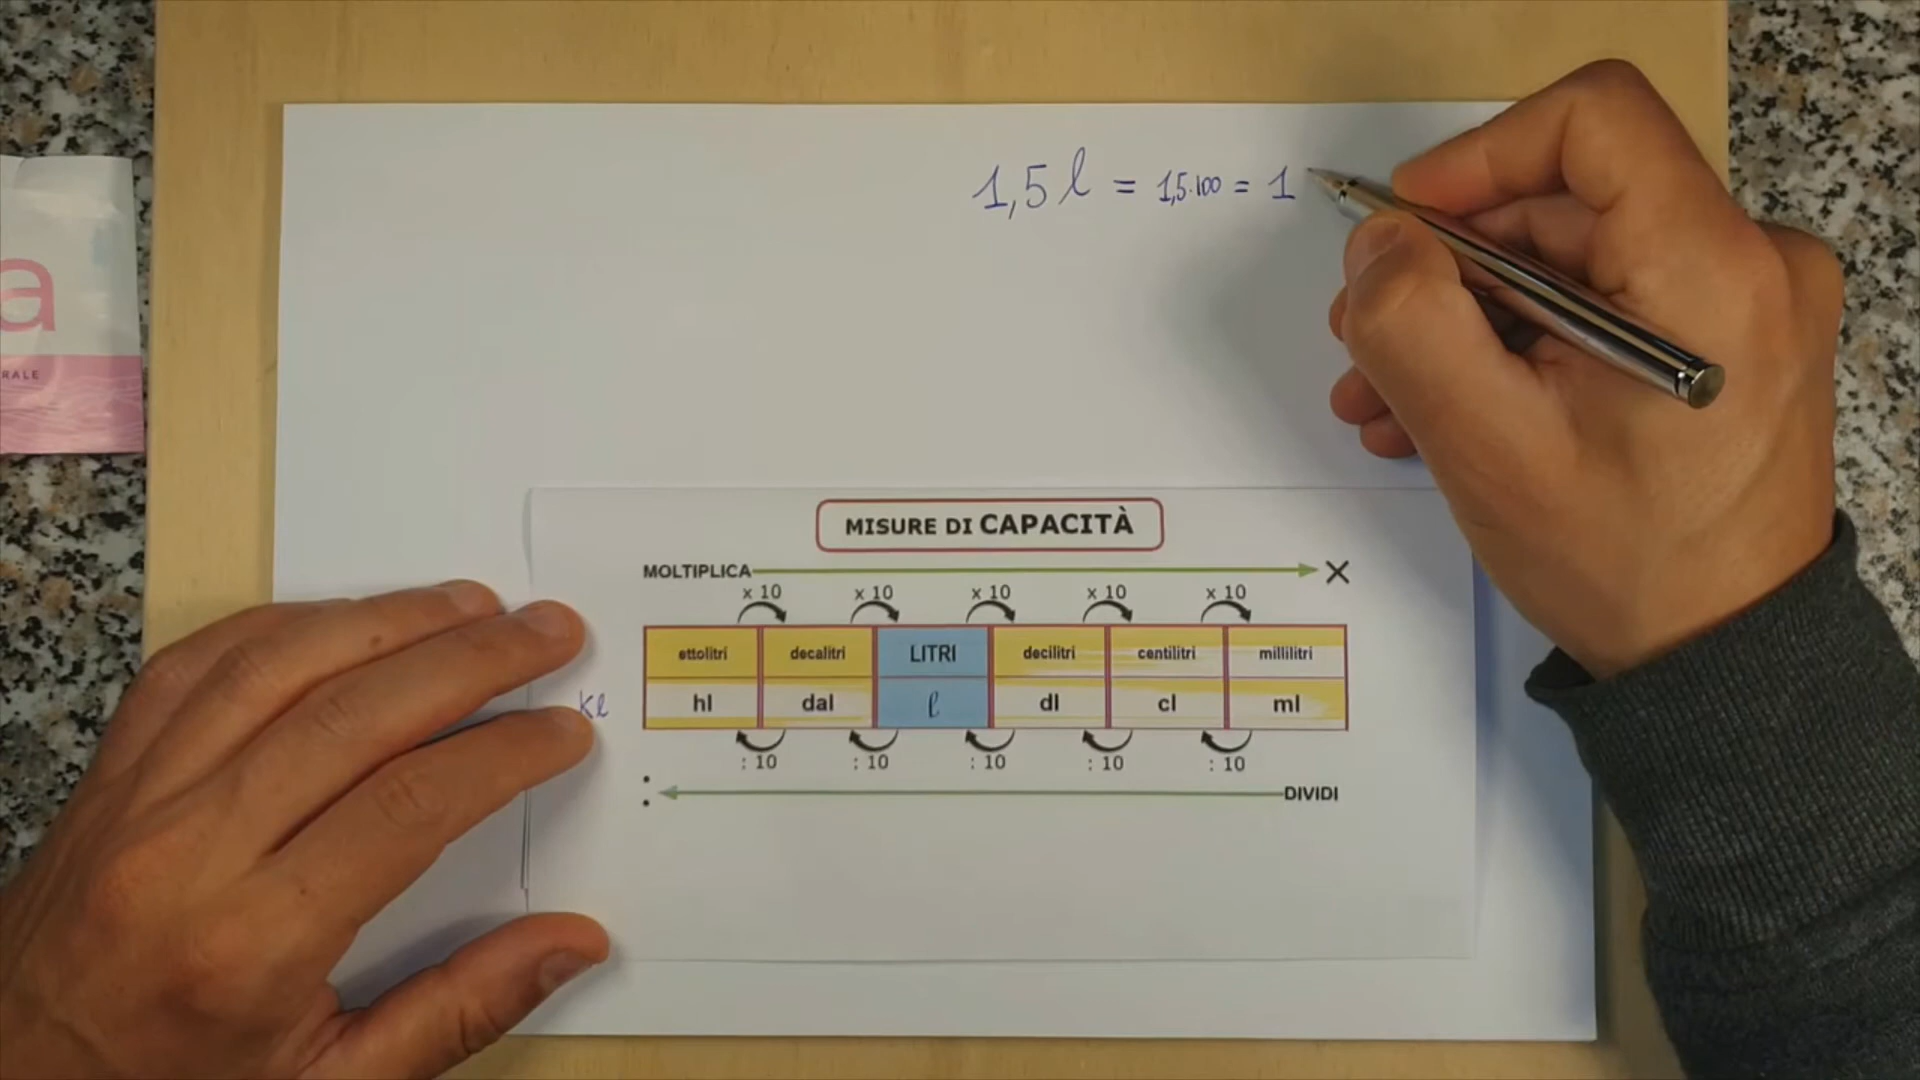 1,5 l = 1,5·100 = 1
a
RALE
MISURE DI CAPACITÀ
MOLTIPLICA ×
x 10 x 10 x 10 x 10 x 10
ettolitri decalitri LITRI decilitri centilitri millilitri
kl hl dal l dl cl ml
: 10 : 10 : 10 : 10 : 10
: DIVIDI